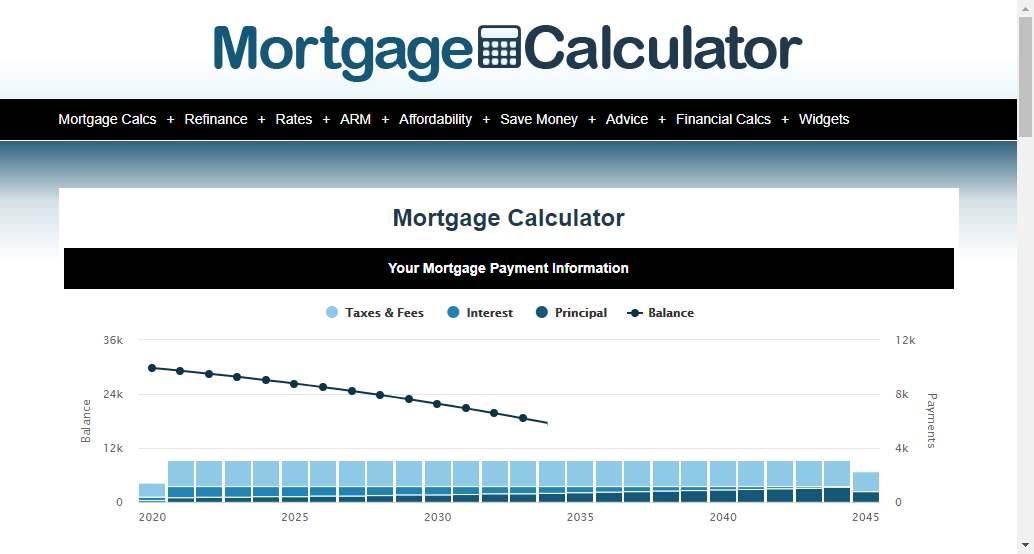 Mortgage Calculator
Mortgage Calcs + Refinance + Rates + ARM + Affordability + Save Money + Advice + Financial Calcs + Widgets
Mortgage Calculator
Your Mortgage Payment Information
Taxes & Fees Interest Principal Balance
36k 12k
24k 8k
Balance Payments
12k 4k
0 0
2020 2025 2030 2035 2040 2045